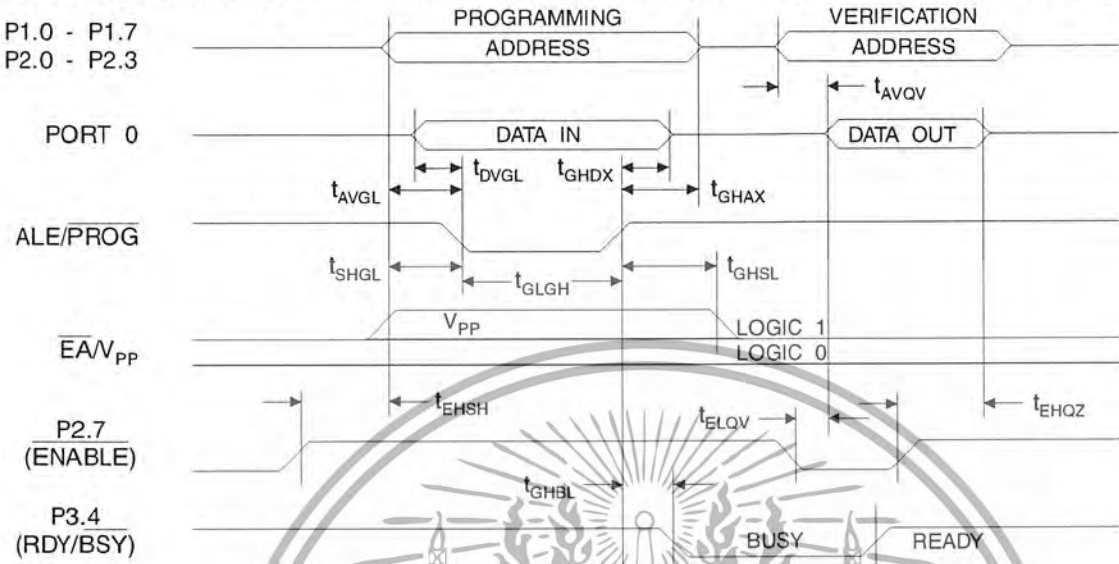 PROGRAMMING VERIFICATION
P1.0 - P1.7
P2.0 - P2.3
ADDRESS ADDRESS
tAVQV
PORT 0 DATA IN DATA OUT
tDVGL tGHDX
tAVGL tGHAX
ALE/PROG
tSHGL tGLGH tGHSL
VPP LOGIC 1
EA/VPP LOGIC 0
tEHSH tELQV tEHQZ
P2.7
(ENABLE)
tGHBL
P3.4
(RDY/BSY) BUSY READY